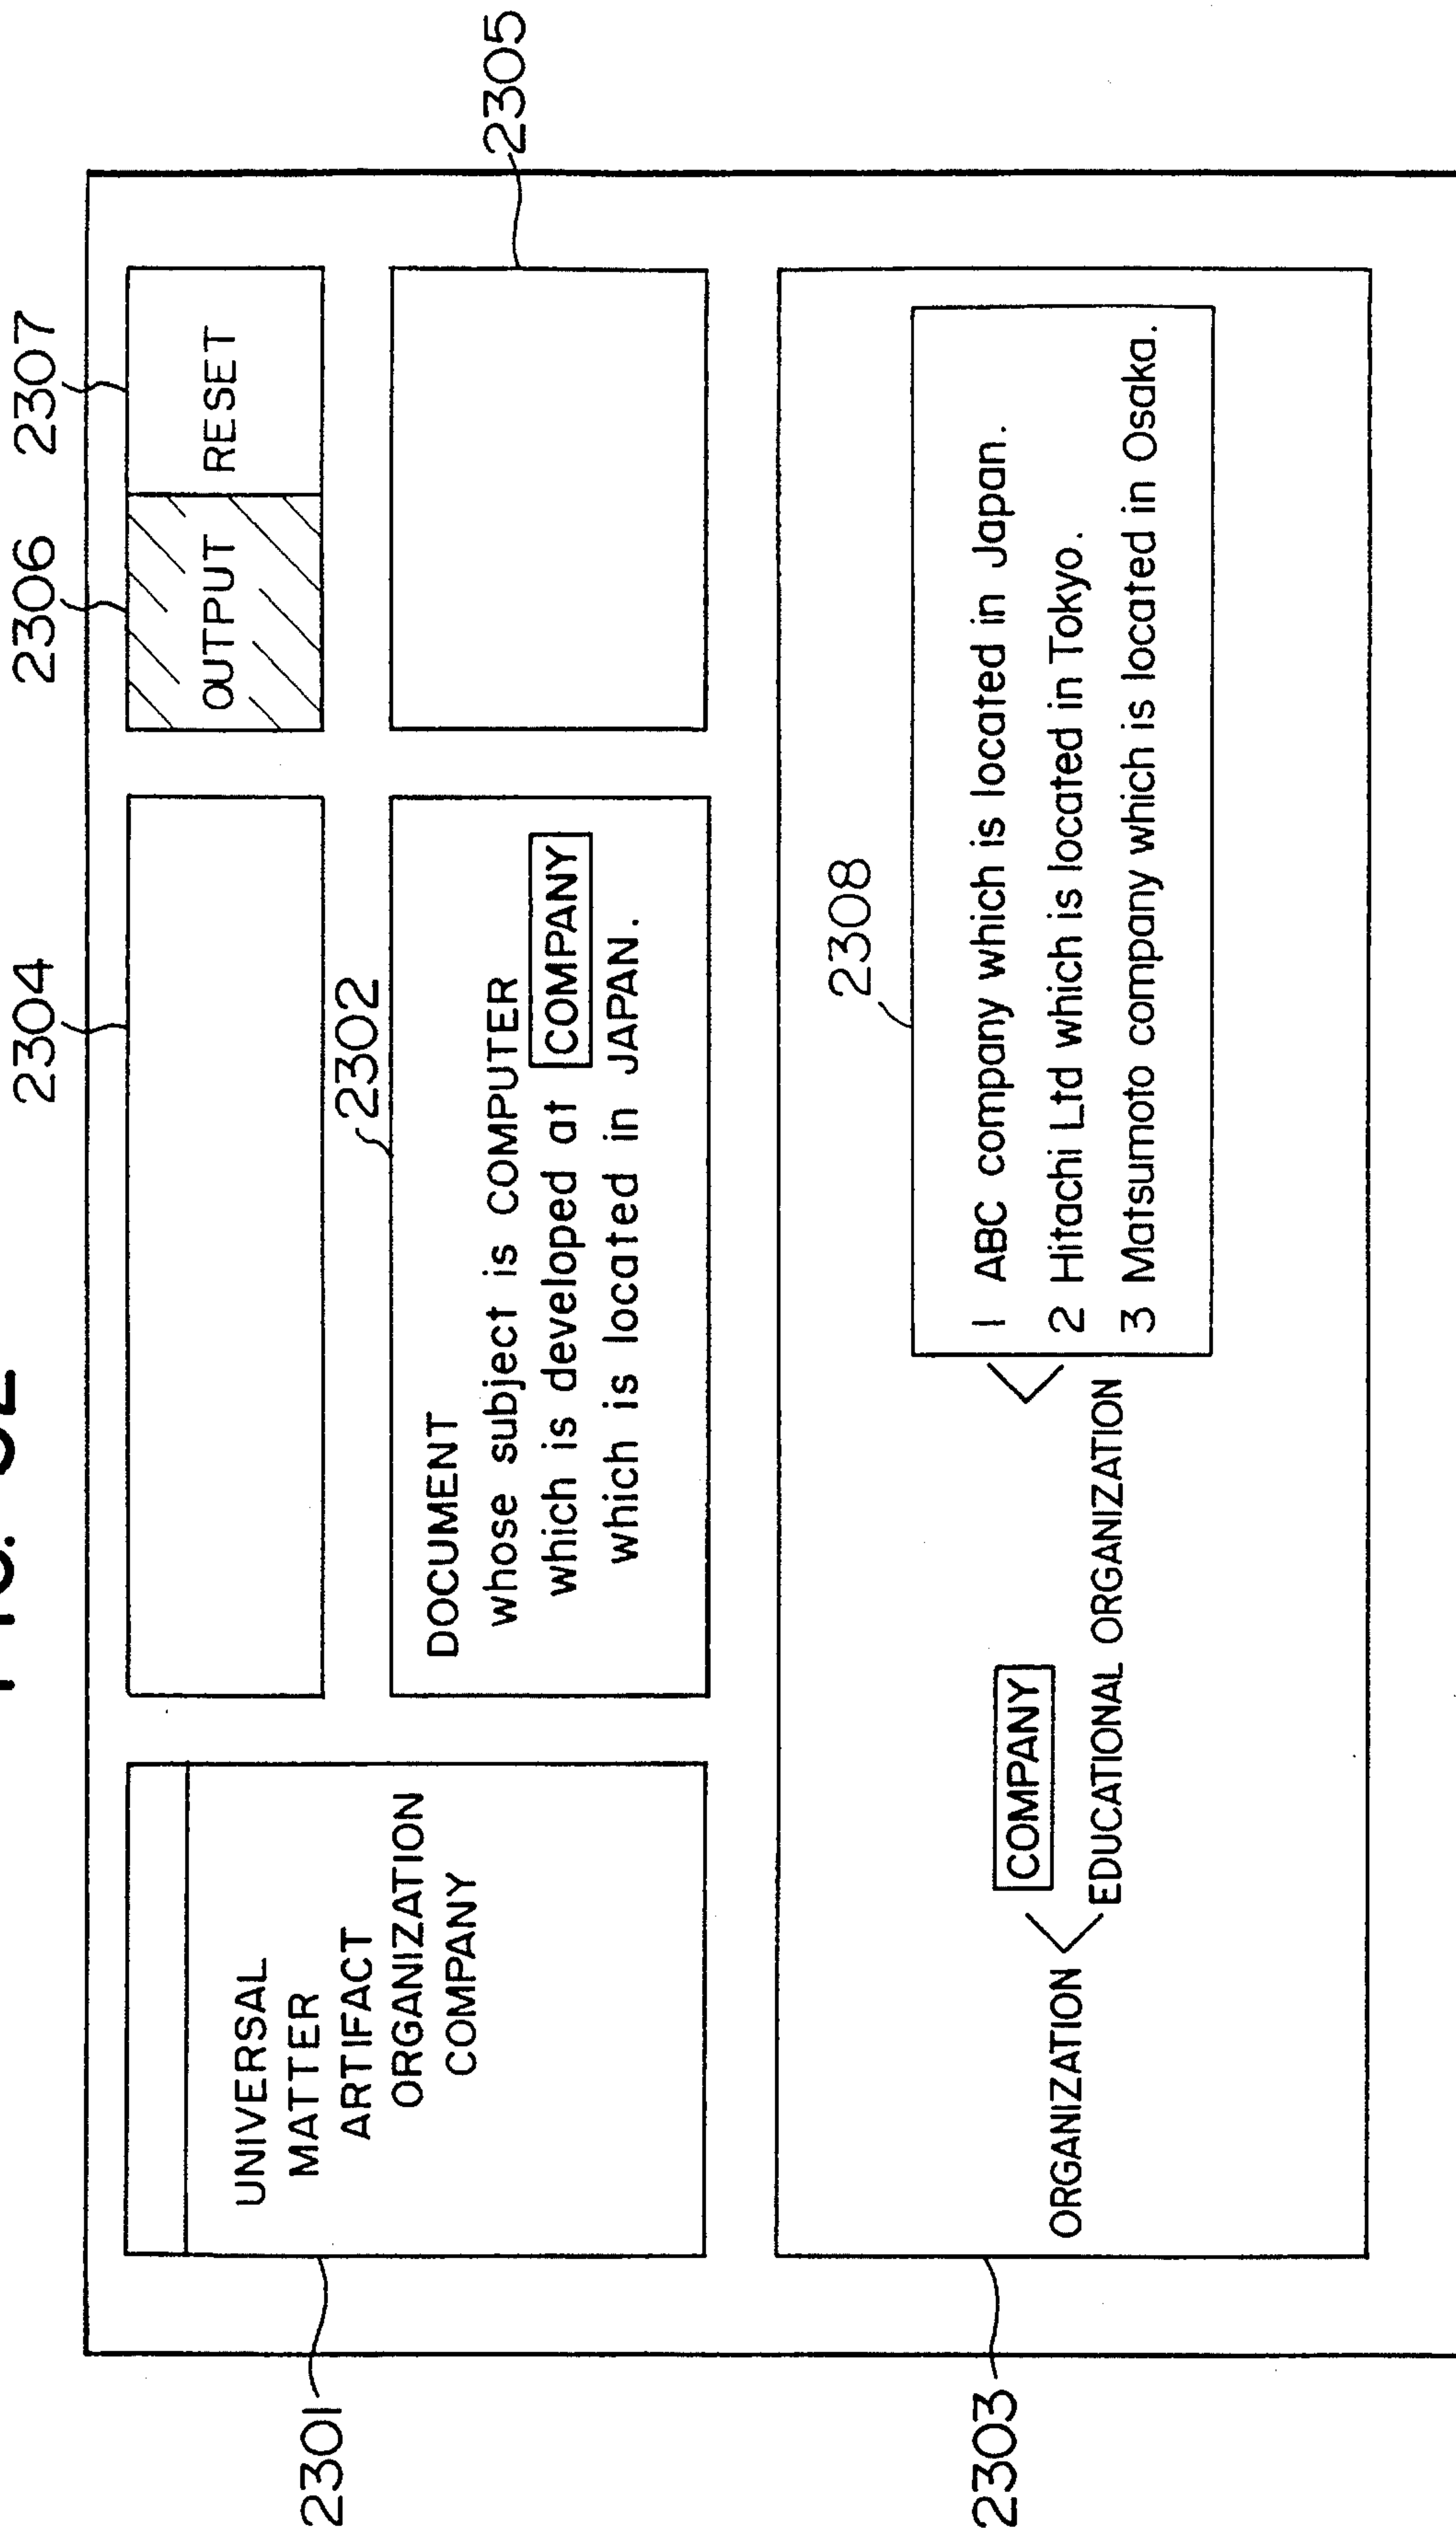 2304
2306
2307
OUTPUT
RESET
2305
2301
UNIVERSAL
MATTER
ARTIFACT
ORGANIZATION
COMPANY
2302
DOCUMENT
whose subject is COMPUTER
which is developed at COMPANY
which is located in JAPAN.
2303
ORGANIZATION
COMPANY
EDUCATIONAL ORGANIZATION
2308
1 ABC company which is located in Japan.
2 Hitachi Ltd which is located in Tokyo.
3 Matsumoto company which is located in Osaka.